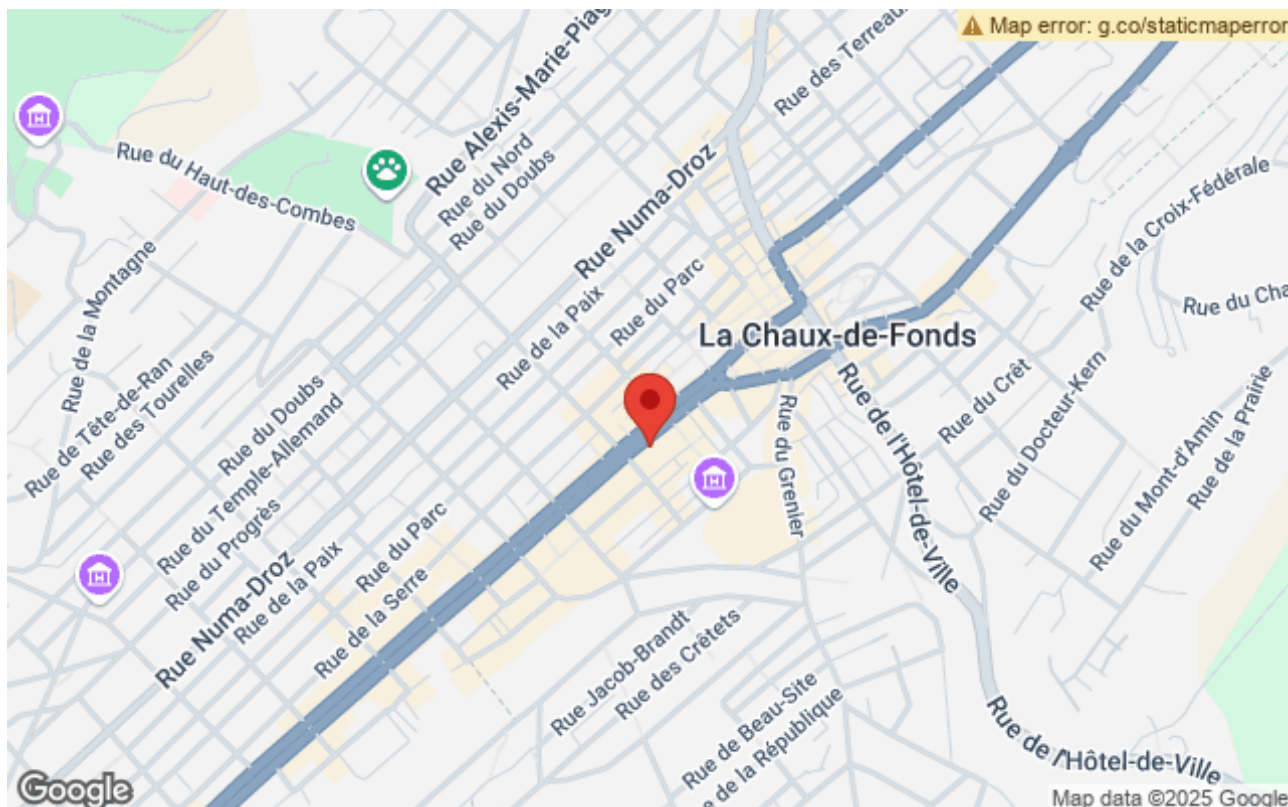 Map error: g.co/staticmaperror
Rue des Terreau
Rue Alexis-Marie-Piag
Rue du Nord
Rue du Doubs
Rue Numa-Droz
Rue du Haut-des-Combes
Rue de la Croix-Fédérale
Rue du Cha
Rue de la Montagne
Rue du Parc
Rue de la Paix
La Chaux-de-Fonds
Rue de Tête-de-Ran
Rue des Tourelles
Rue du Doubs
Rue du Temple-Allemand
Rue du Progrès
Rue Numa-Droz
Rue de la Paix
Rue du Parc
Rue de la Serre
Rue du Grenier
Rue de l'Hôtel-de-Ville
Rue du Crêt
Rue du Docteur-Kern
Rue du Mont-d'Amin
Rue de la Prairie
Rue Jacob-Brandt
Rue des Crêtets
Rue de Beau-Site
e de la République
Rue de l'Hôtel-de-Ville
Google
Map data ©2025 Google